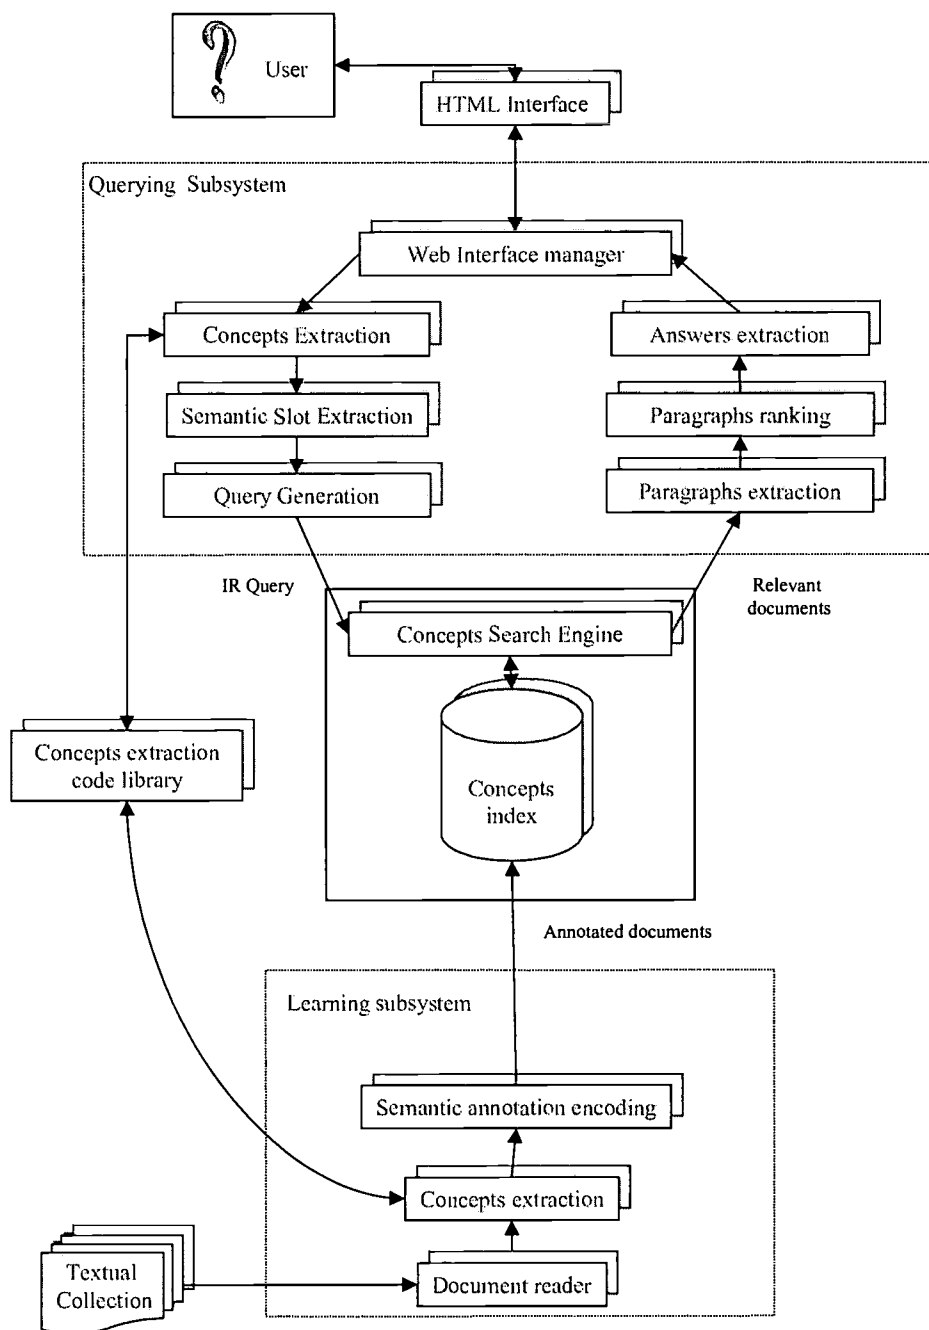 User
HTML Interface
Querying Subsystem
Web Interface manager
Concepts Extraction
Answers extraction
Semantic Slot Extraction
Paragraphs ranking
Query Generation
Paragraphs extraction
IR Query
Relevant
documents
Concepts Search Engine
Concepts extraction
code library
Concepts
index
Annotated documents
Learning subsystem
Semantic annotation encoding
Concepts extraction
Textual
Collection
Document reader